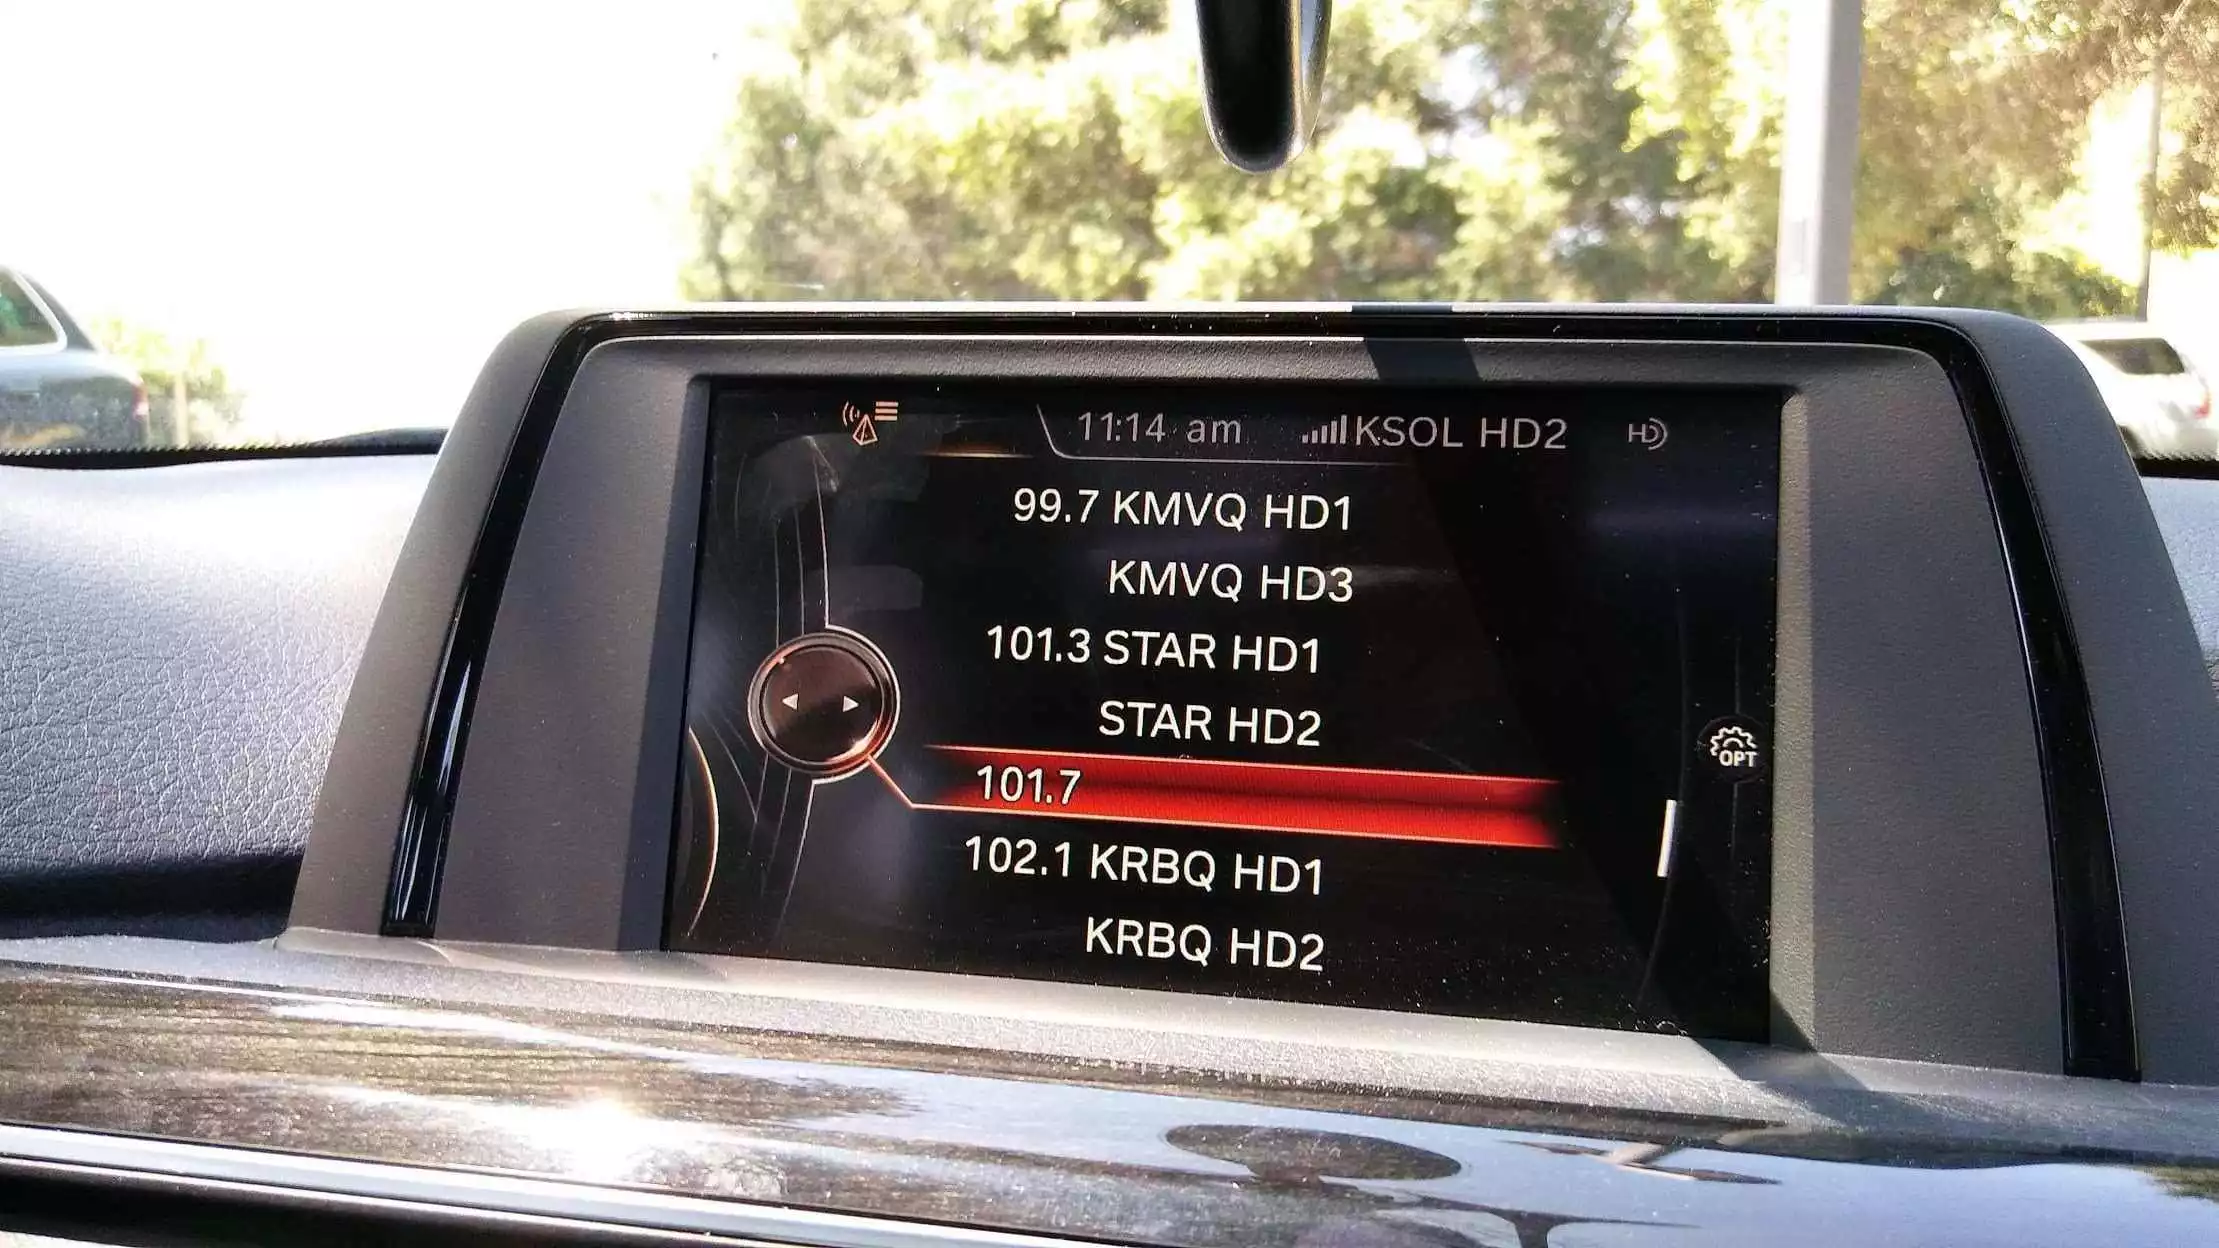 11:14 am KSOL HD2 HD
99.7 KMVQ HD1
KMVQ HD3
101.3 STAR HD1
STAR HD2
101.7
OPT
102.1 KRBQ HD1
KRBQ HD2